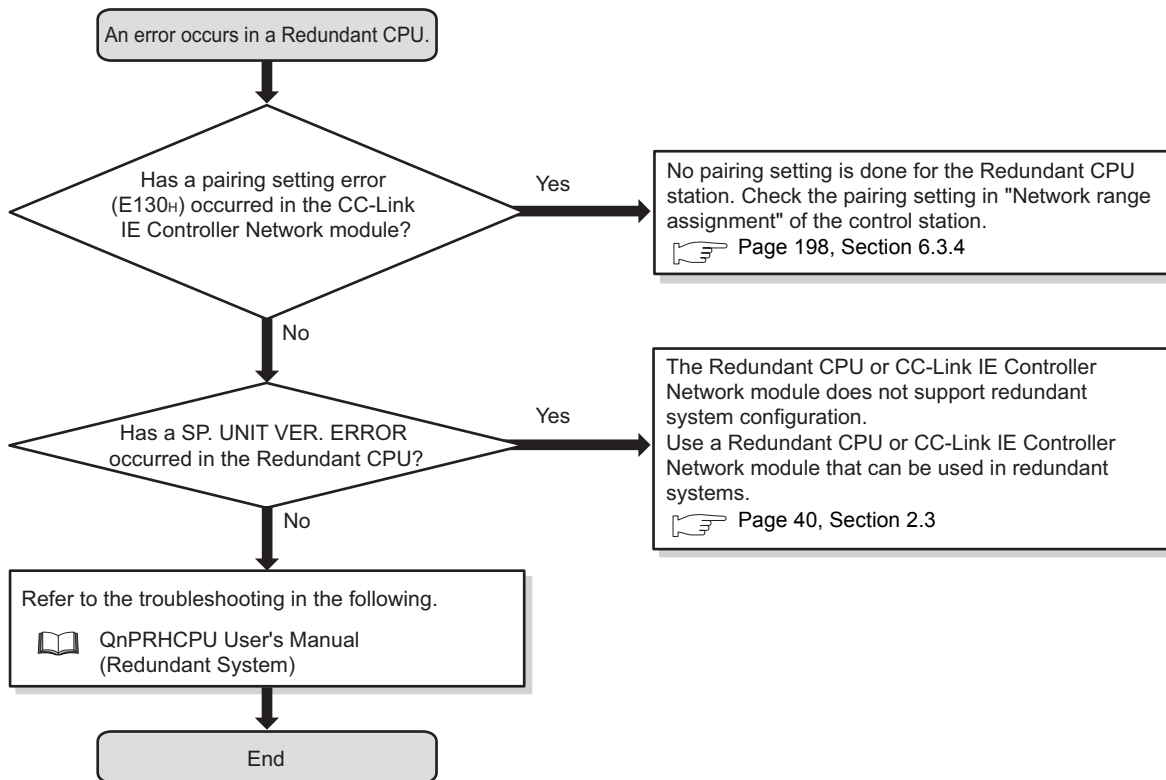 An error occurs in a Redundant CPU.
Has a pairing setting error
(E130H) occurred in the CC-Link
IE Controller Network module?
Yes
No pairing setting is done for the Redundant CPU
station. Check the pairing setting in "Network range
assignment" of the control station.
Page 198, Section 6.3.4
No
Has a SP. UNIT VER. ERROR
occurred in the Redundant CPU?
Yes
The Redundant CPU or CC-Link IE Controller
Network module does not support redundant
system configuration.
Use a Redundant CPU or CC-Link IE Controller
Network module that can be used in redundant
systems.
Page 40, Section 2.3
No
Refer to the troubleshooting in the following.
QnPRHCPU User's Manual
(Redundant System)
End